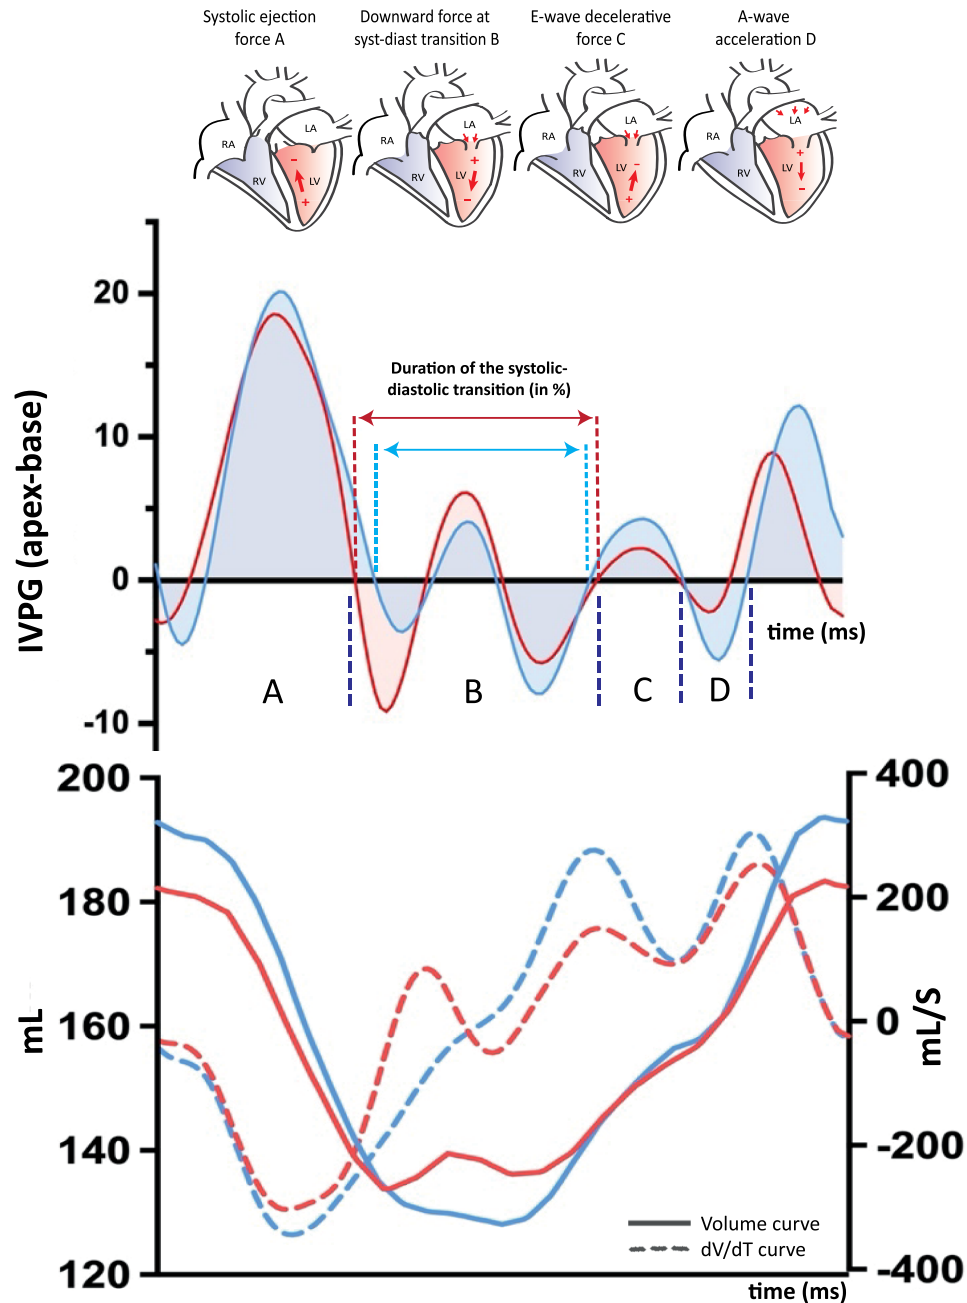 Systolic ejection
force A
Downward force at
syst-diast transition B
E-wave decelerative
force C
A-wave
acceleration D
RA
LA
RV
LV
-
+
RA
LA
RV
LV
+
-
RA
LA
RV
LV
-
+
RA
LA
RV
LV
+
-
IVPG (apex-base)
20
10
0
-10
Duration of the systolic-
diastolic transition (in %)
time (ms)
A
B
C
D
mL
200
180
160
140
120
400
200
0
-200
-400
mL/S
Volume curve
dV/dT curve
time (ms)